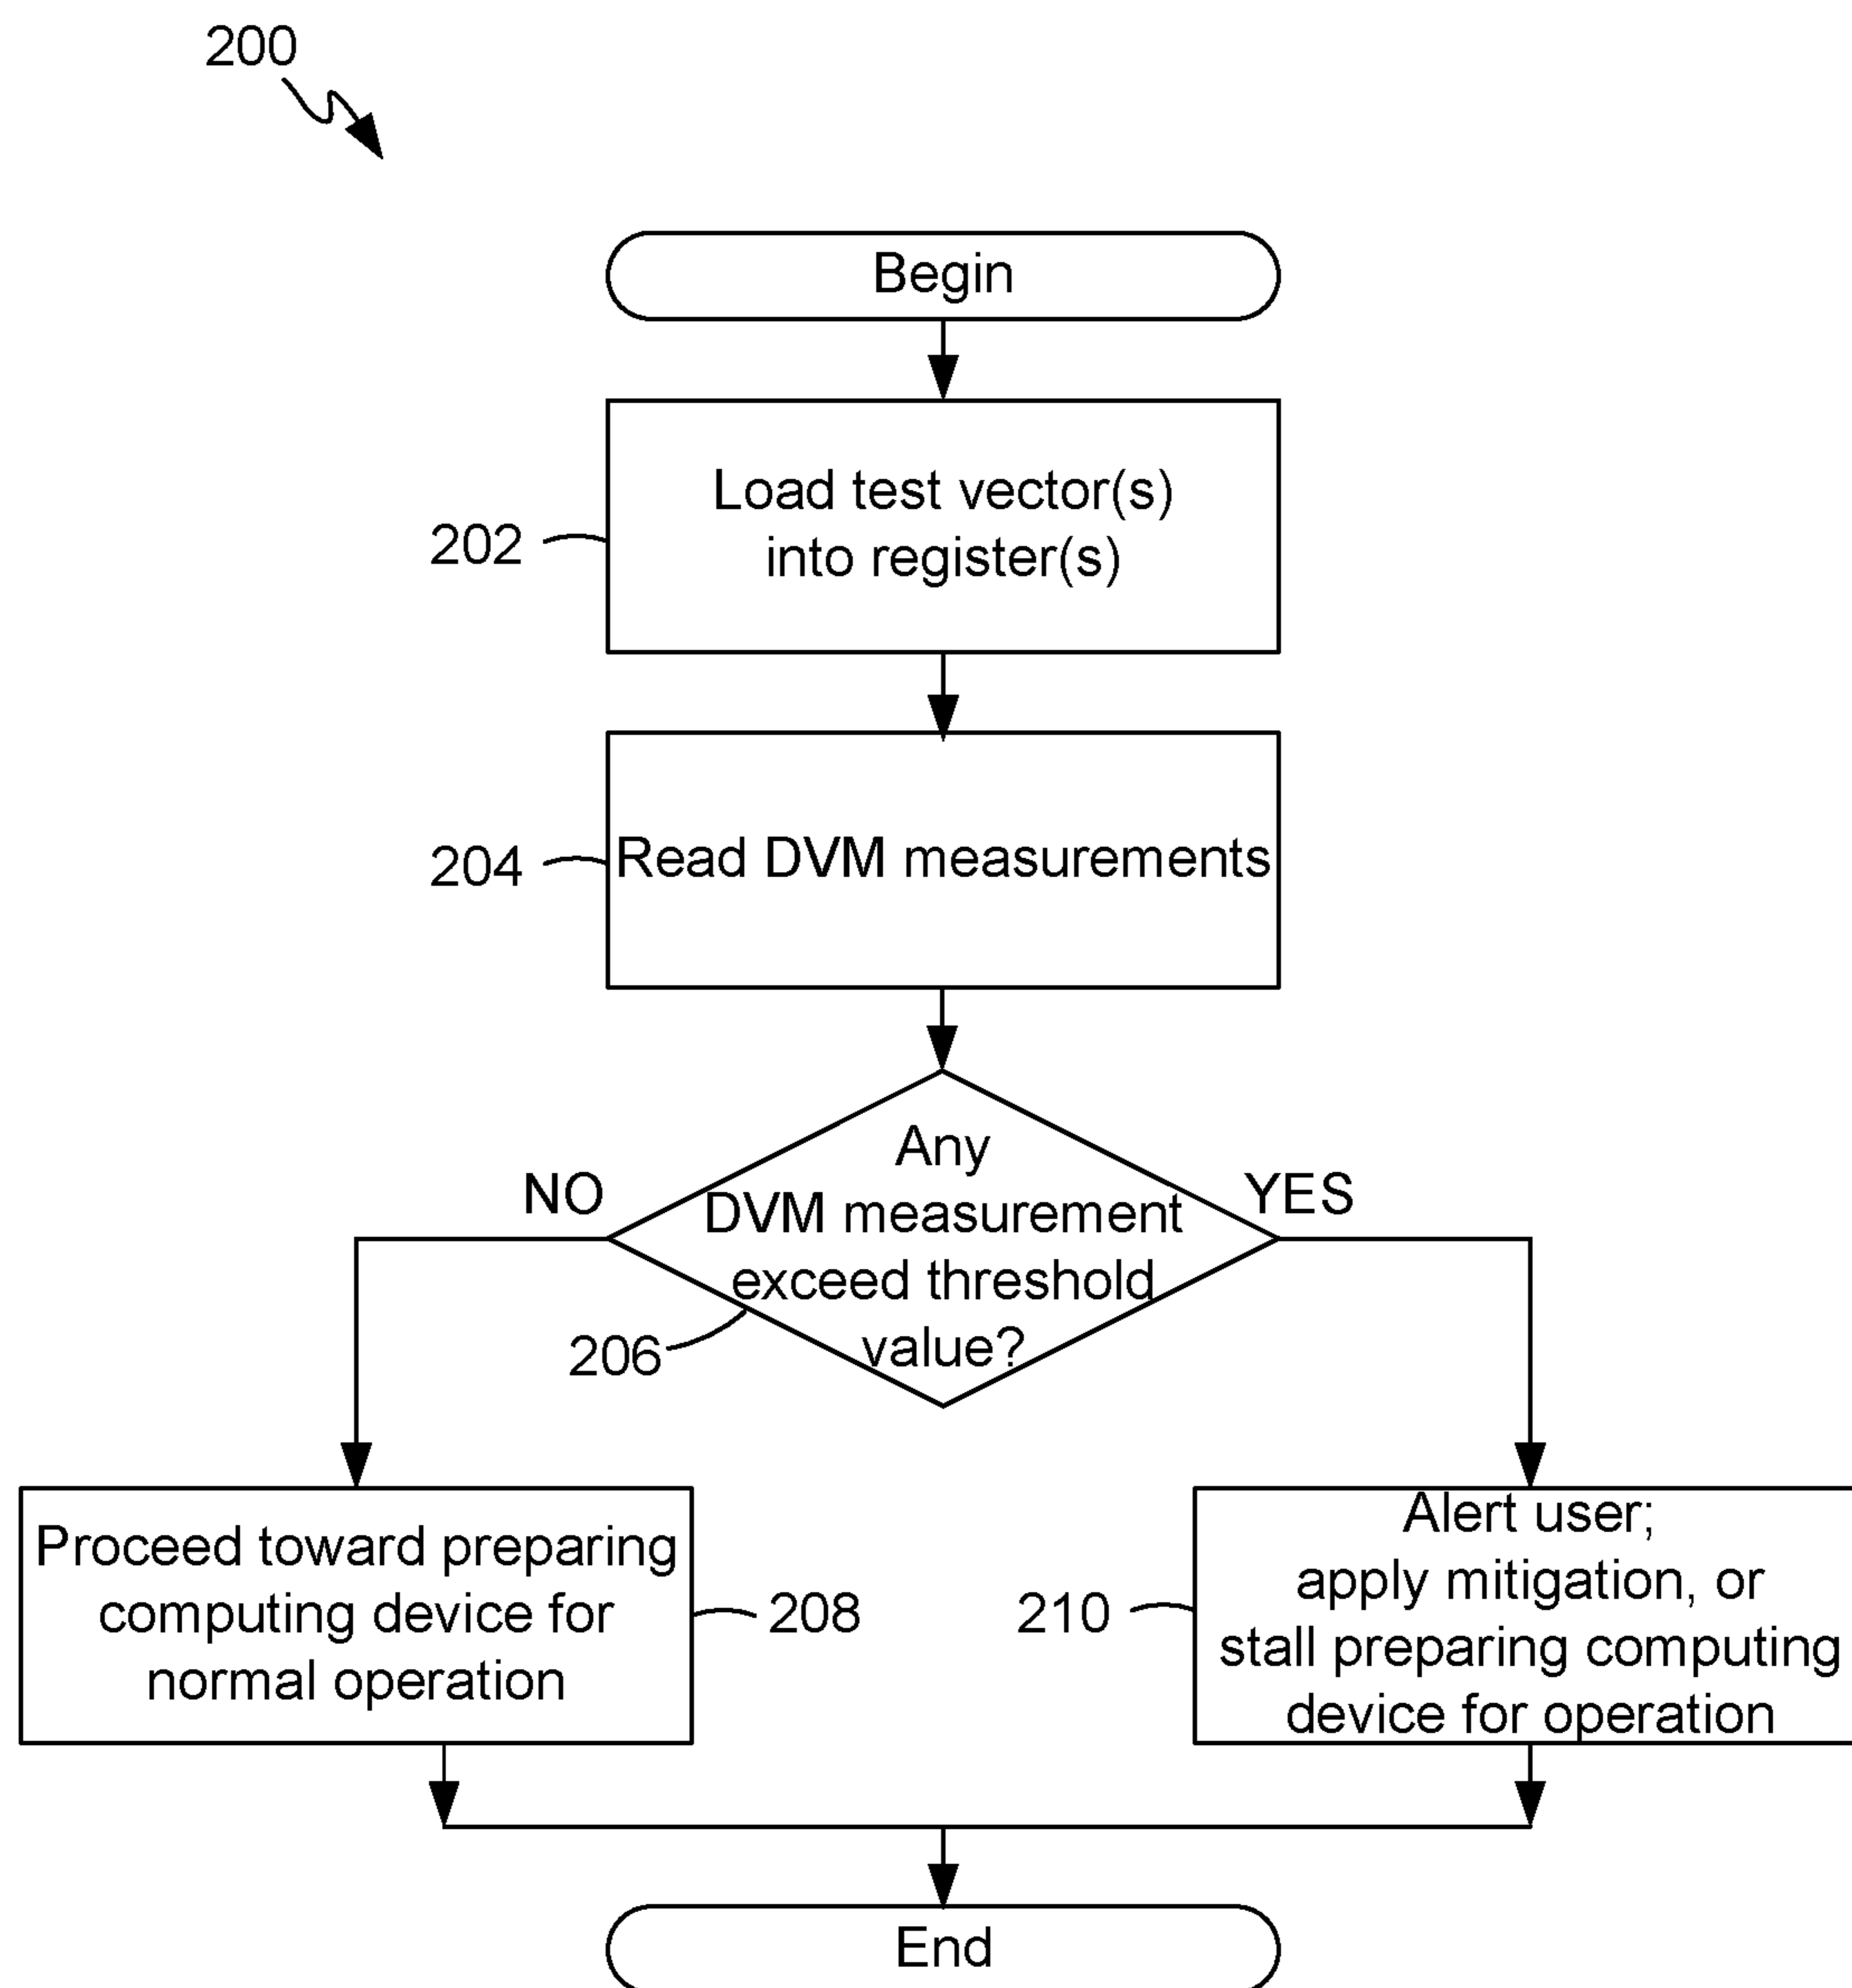 200
Begin
Load test vector(s)
into register(s)
202
Read DVM measurements
204
Any
DVM measurement
exceed threshold
value?
NO
YES
206
Proceed toward preparing
computing device for
normal operation
208
210
Alert user;
apply mitigation, or
stall preparing computing
device for operation
End